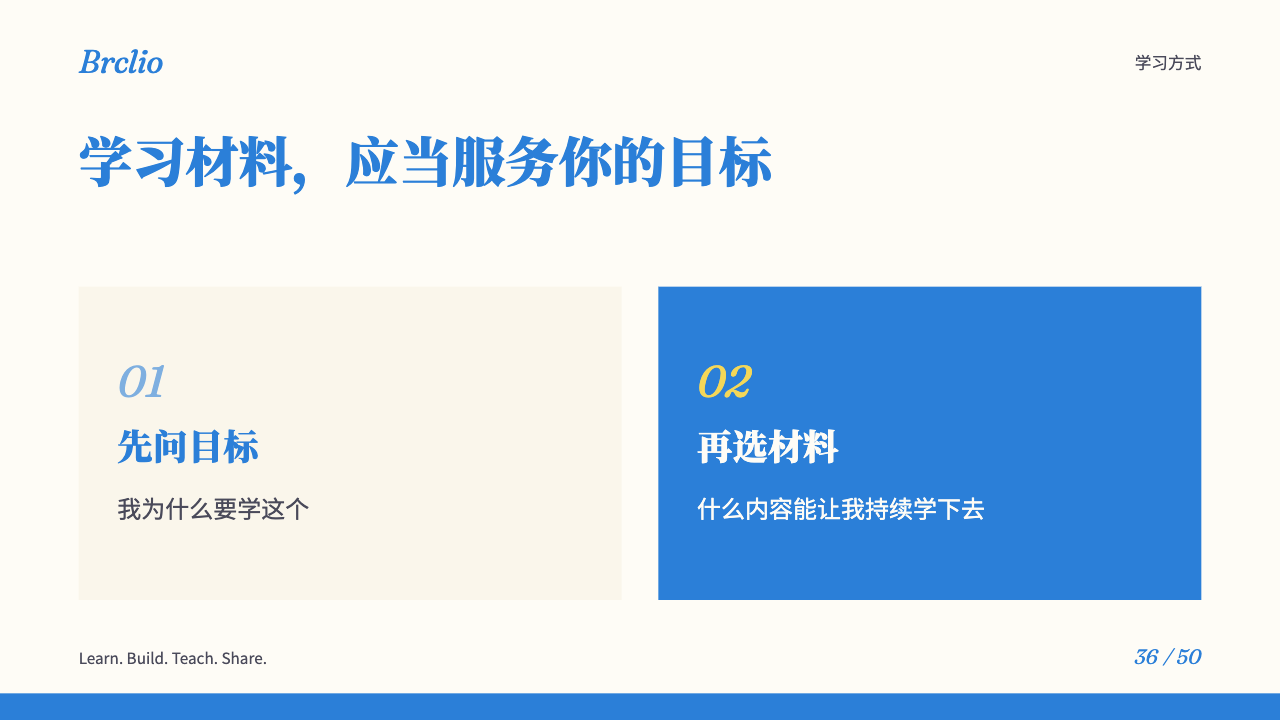 Brclio
学习方式
学习材料，应当服务你的目标
01
先问目标
我为什么要学这个
02
再选材料
什么内容能让我持续学下去
Learn. Build. Teach. Share.
36 / 50